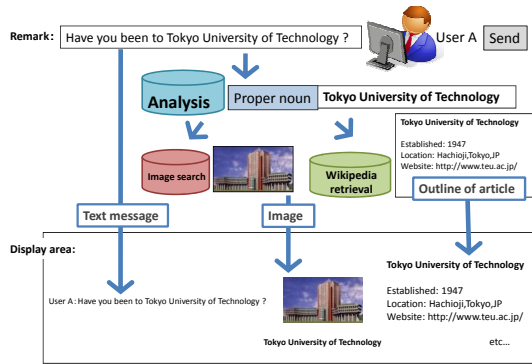 Remark: Have you been to Tokyo University of Technology ? User A Send
Analysis Proper noun Tokyo University of Technology
Tokyo University of Technology
Established: 1947
Location: Hachioji,Tokyo,JP
Website: http://www.teu.ac.jp/
Image search
Wikipedia
retrieval
Outline of article
Text message Image
Display area:
Tokyo University of Technology
Established: 1947
Location: Hachioji,Tokyo,JP
Website: http://www.teu.ac.jp/
User A: Have you been to Tokyo University of Technology ?
Tokyo University of Technology etc...